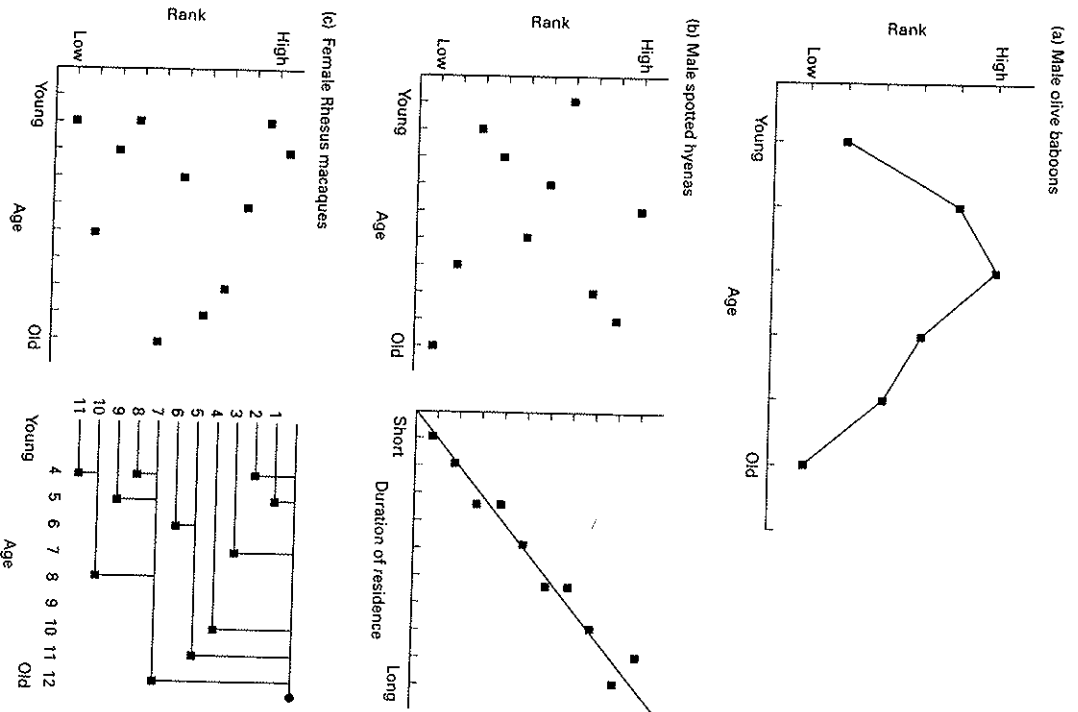 (a) Male olive baboons
High
Rank
Low
Young
Old
Age
(b) Male spotted hyenas
High
Rank
Low
Young
Age
Old
Short
Duration of residence
Long
(c) Female Rhesus macaques
High
Rank
Low
Young
Age
Old
1
2
3
4
5
6
7
8
9
10
11
Young
4 5 6 7 8 9 10 11 12
Old
Age